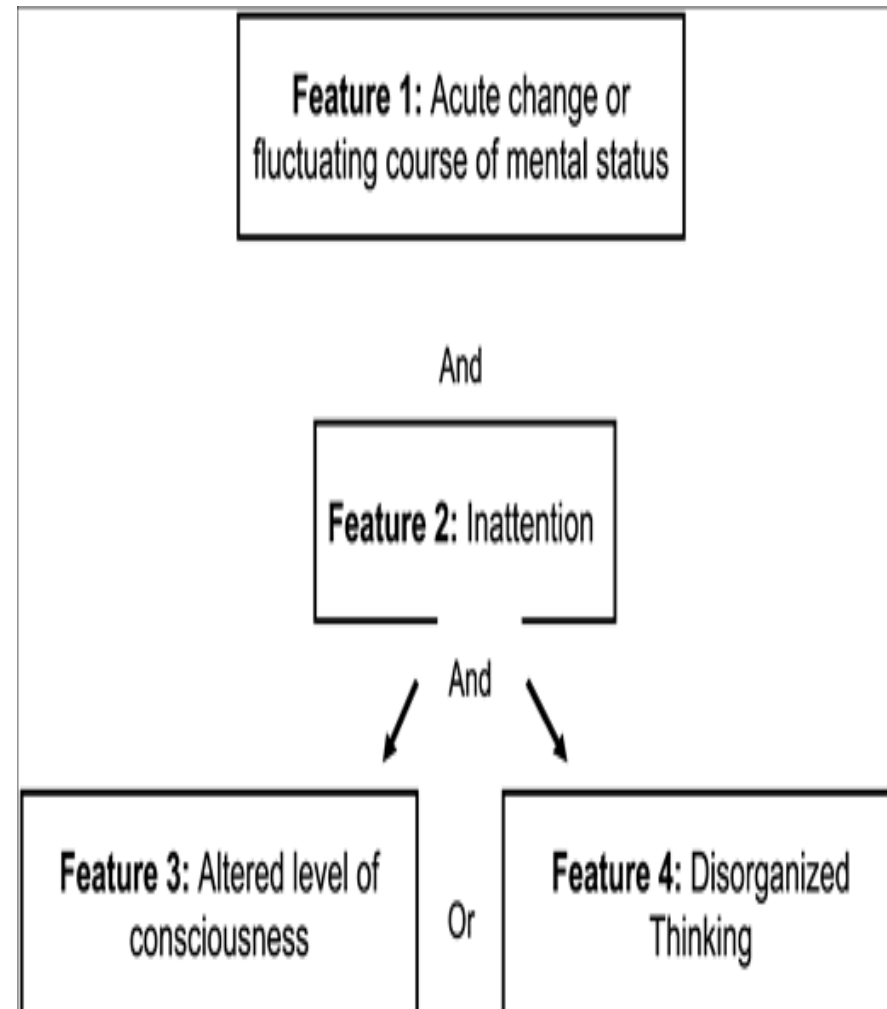 Feature 1: Acute change or
fluctuating course of mental status
And
Feature 2: Inattention
And
Feature 3: Altered level of
consciousness
Or
Feature 4: Disorganized
Thinking